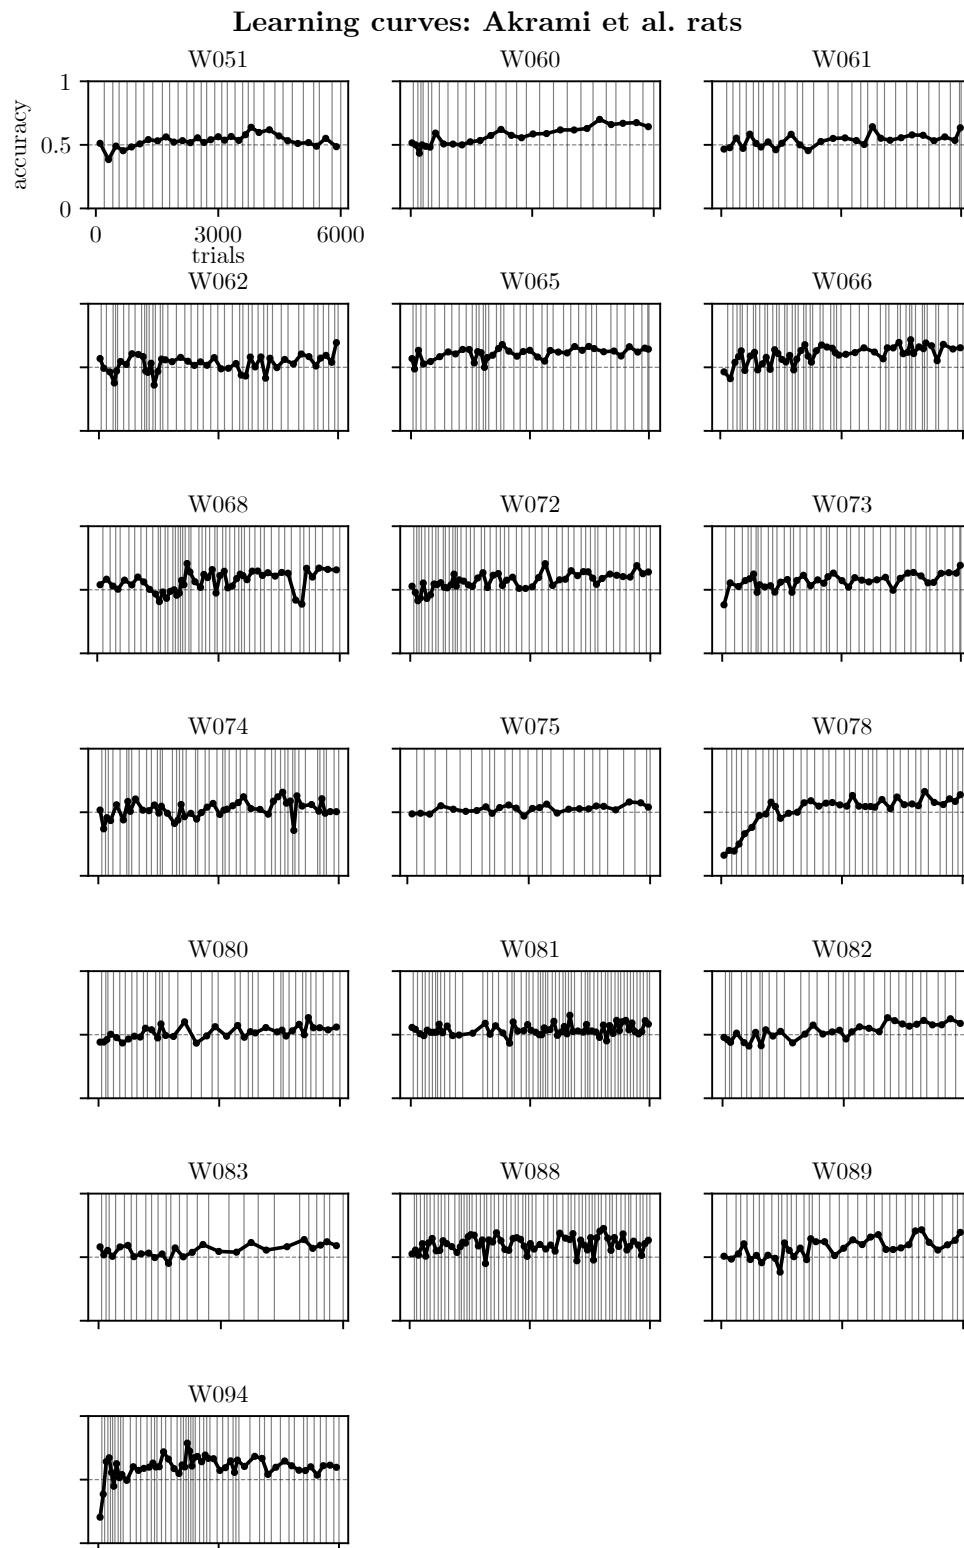 Learning curves: Akrami et al. rats
W051
W060
W061
1
accuracy
0.5
0
0
3000
6000
trials
W062
W065
W066
W068
W072
W073
W074
W075
W078
W080
W081
W082
W083
W088
W089
W094